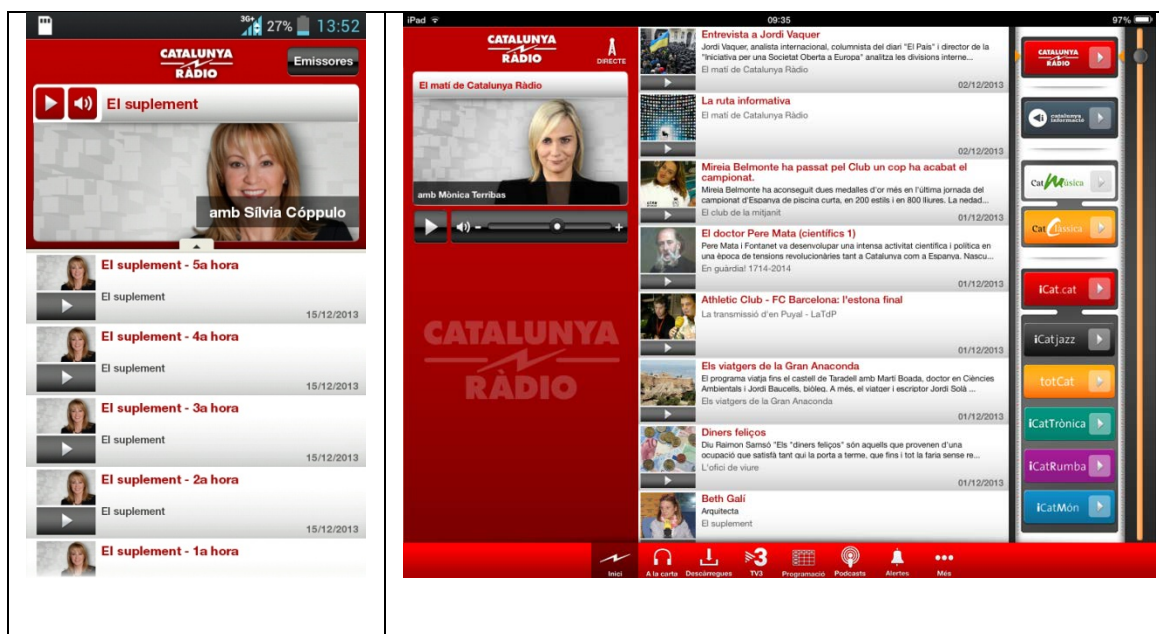 3G+ 27% 13:52
CATALUNYA
RÀDIO
Emissores
El suplement
amb Sílvia Cóppulo
El suplement - 5a hora
El suplement
15/12/2013
El suplement - 4a hora
El suplement
15/12/2013
El suplement - 3a hora
El suplement
15/12/2013
El suplement - 2a hora
El suplement
15/12/2013
El suplement - 1a hora
iPad 09:35 97%
CATALUNYA
RÀDIO
DIRECTE
El matí de Catalunya Ràdio
amb Mònica Terribas
CATALUNYA
RÀDIO
Entrevista a Jordi Vaquer
Jordi Vaquer, analista internacional, columnista del diari "El Pais" i director de la
"Iniciativa per una Societat Oberta a Europa" analitza les divisions interne...
El matí de Catalunya Ràdio
02/12/2013
La ruta informativa
El matí de Catalunya Ràdio
02/12/2013
Mireia Belmonte ha passat pel Club un cop ha acabat el
campionat.
Mireia Belmonte ha aconseguit dues medalles d'or més en l'última jornada del
campionat d'Espanya de piscina curta, en 200 estils i en 800 lliures. La nedad...
El club de la mitjanit
01/12/2013
El doctor Pere Mata (científics 1)
Pere Mata i Fontanet va desenvolupar una intensa activitat científica i política en
una època de tensions revolucionàries tant a Catalunya com a Espanya. Nascu...
En guàrdia! 1714-2014
01/12/2013
Athletic Club - FC Barcelona: l'estona final
La transmissió d'en Puyal - LaTdP
01/12/2013
Els viatgers de la Gran Anaconda
El programa viatja fins el castell de Taradell amb Martí Boada, doctor en Ciències
Ambientals i Jordi Baucells, bióleg. A més, el viatger i escriptor Jordi Solà ...
Els viatgers de la Gran Anaconda
01/12/2013
Diners feliços
Diu Raimon Samsó "Els "diners feliços" són aquells que provenen d'una
ocupació que satisfà tant qui la porta a terme, que fins i tot la faria sense re...
L'ofici de viure
01/12/2013
Beth Galí
Arquitecta
El suplement
CATALUNYA
RÀDIO
catalunya
informació
Cat Música
Cat Clàssica
iCat.cat
iCatjazz
totCat
iCatTrònica
iCatRumba
iCatMón
Inici A la carta Descàrregues TV3 Programació Podcasts Alertes Més